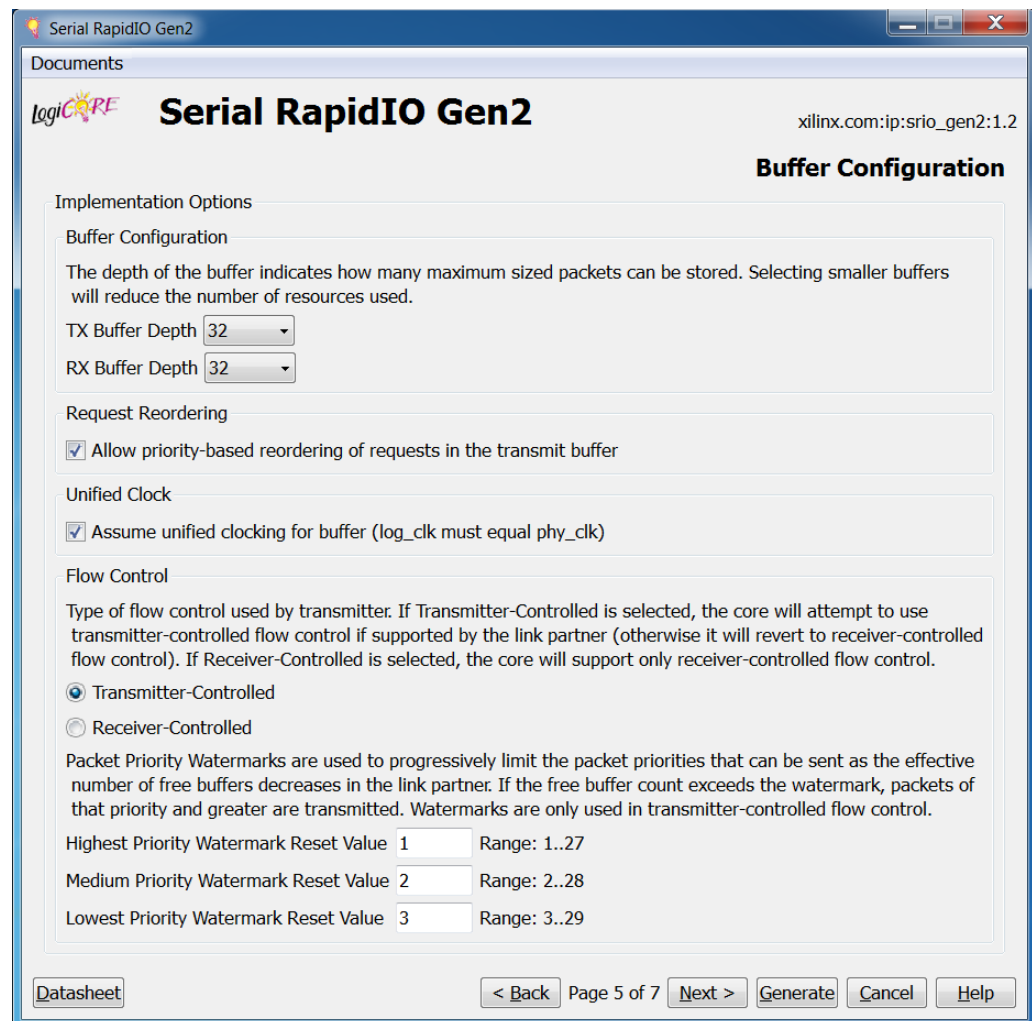 Serial RapidIO Gen2
Documents
LogiCORE
Serial RapidIO Gen2
xilinx.com:ip:srio_gen2:1.2
Buffer Configuration
Implementation Options
Buffer Configuration
The depth of the buffer indicates how many maximum sized packets can be stored. Selecting smaller buffers
will reduce the number of resources used.
TX Buffer Depth 32
RX Buffer Depth 32
Request Reordering
Allow priority-based reordering of requests in the transmit buffer
Unified Clock
Assume unified clocking for buffer (log_clk must equal phy_clk)
Flow Control
Type of flow control used by transmitter. If Transmitter-Controlled is selected, the core will attempt to use
transmitter-controlled flow control if supported by the link partner (otherwise it will revert to receiver-controlled
flow control). If Receiver-Controlled is selected, the core will support only receiver-controlled flow control.
Transmitter-Controlled
Receiver-Controlled
Packet Priority Watermarks are used to progressively limit the packet priorities that can be sent as the effective
number of free buffers decreases in the link partner. If the free buffer count exceeds the watermark, packets of
that priority and greater are transmitted. Watermarks are only used in transmitter-controlled flow control.
Highest Priority Watermark Reset Value 1 Range: 1..27
Medium Priority Watermark Reset Value 2 Range: 2..28
Lowest Priority Watermark Reset Value 3 Range: 3..29
Datasheet < Back Page 5 of 7 Next > Generate Cancel Help